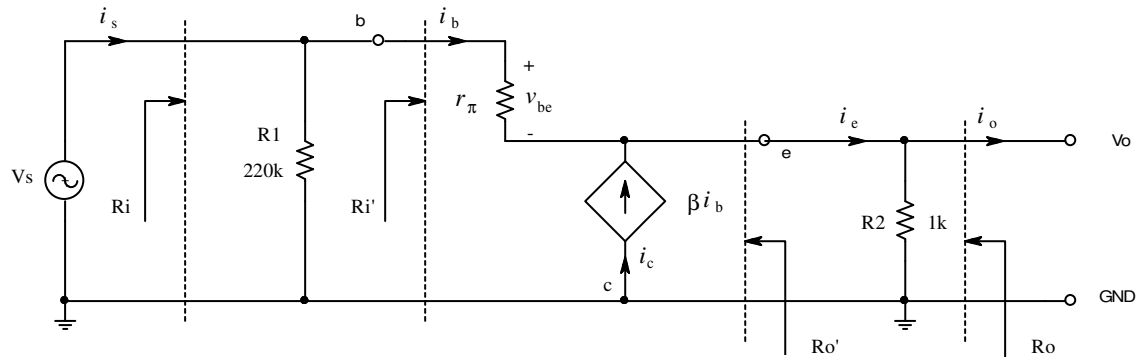 i s
b
i b
+
r π
v be
-
R1
220k
Vs
Ri
Ri'
i e
i o
Vo
e
β i b
R2
1k
i c
c
GND
Ro'
Ro